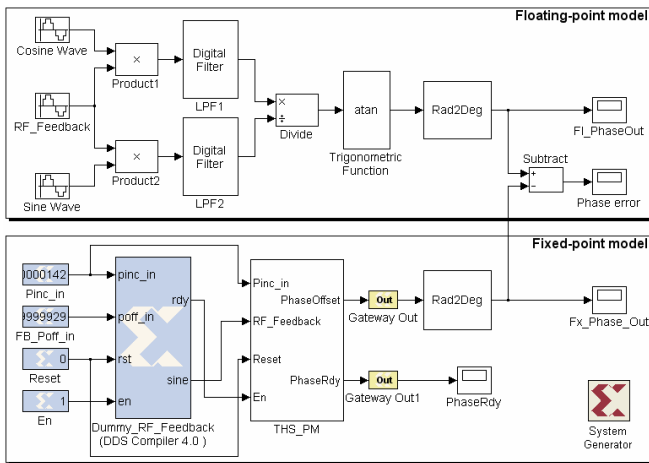 Floating-point model
Cosine Wave
×
Product1
Digital
Filter
LPF1
RF_Feedback
×
Product2
Digital
Filter
LPF2
Sine Wave
×
÷
Divide
atan
Trigonometric
Function
Rad2Deg
Fl_PhaseOut
Subtract
+
−
Phase error
Fixed-point model
0000142
Pinc_in
9999929
FB_Poff_in
0
Reset
1
En
pinc_in
poff_in
rst
en
rdy
sine
Dummy_RF_Feedback
(DDS Compiler 4.0 )
Pinc_in
RF_Feedback
Reset
En
PhaseOffset
PhaseRdy
THS_PM
Out
Gateway Out
Rad2Deg
Fx_Phase_Out
Out
Gateway Out1
PhaseRdy
System
Generator